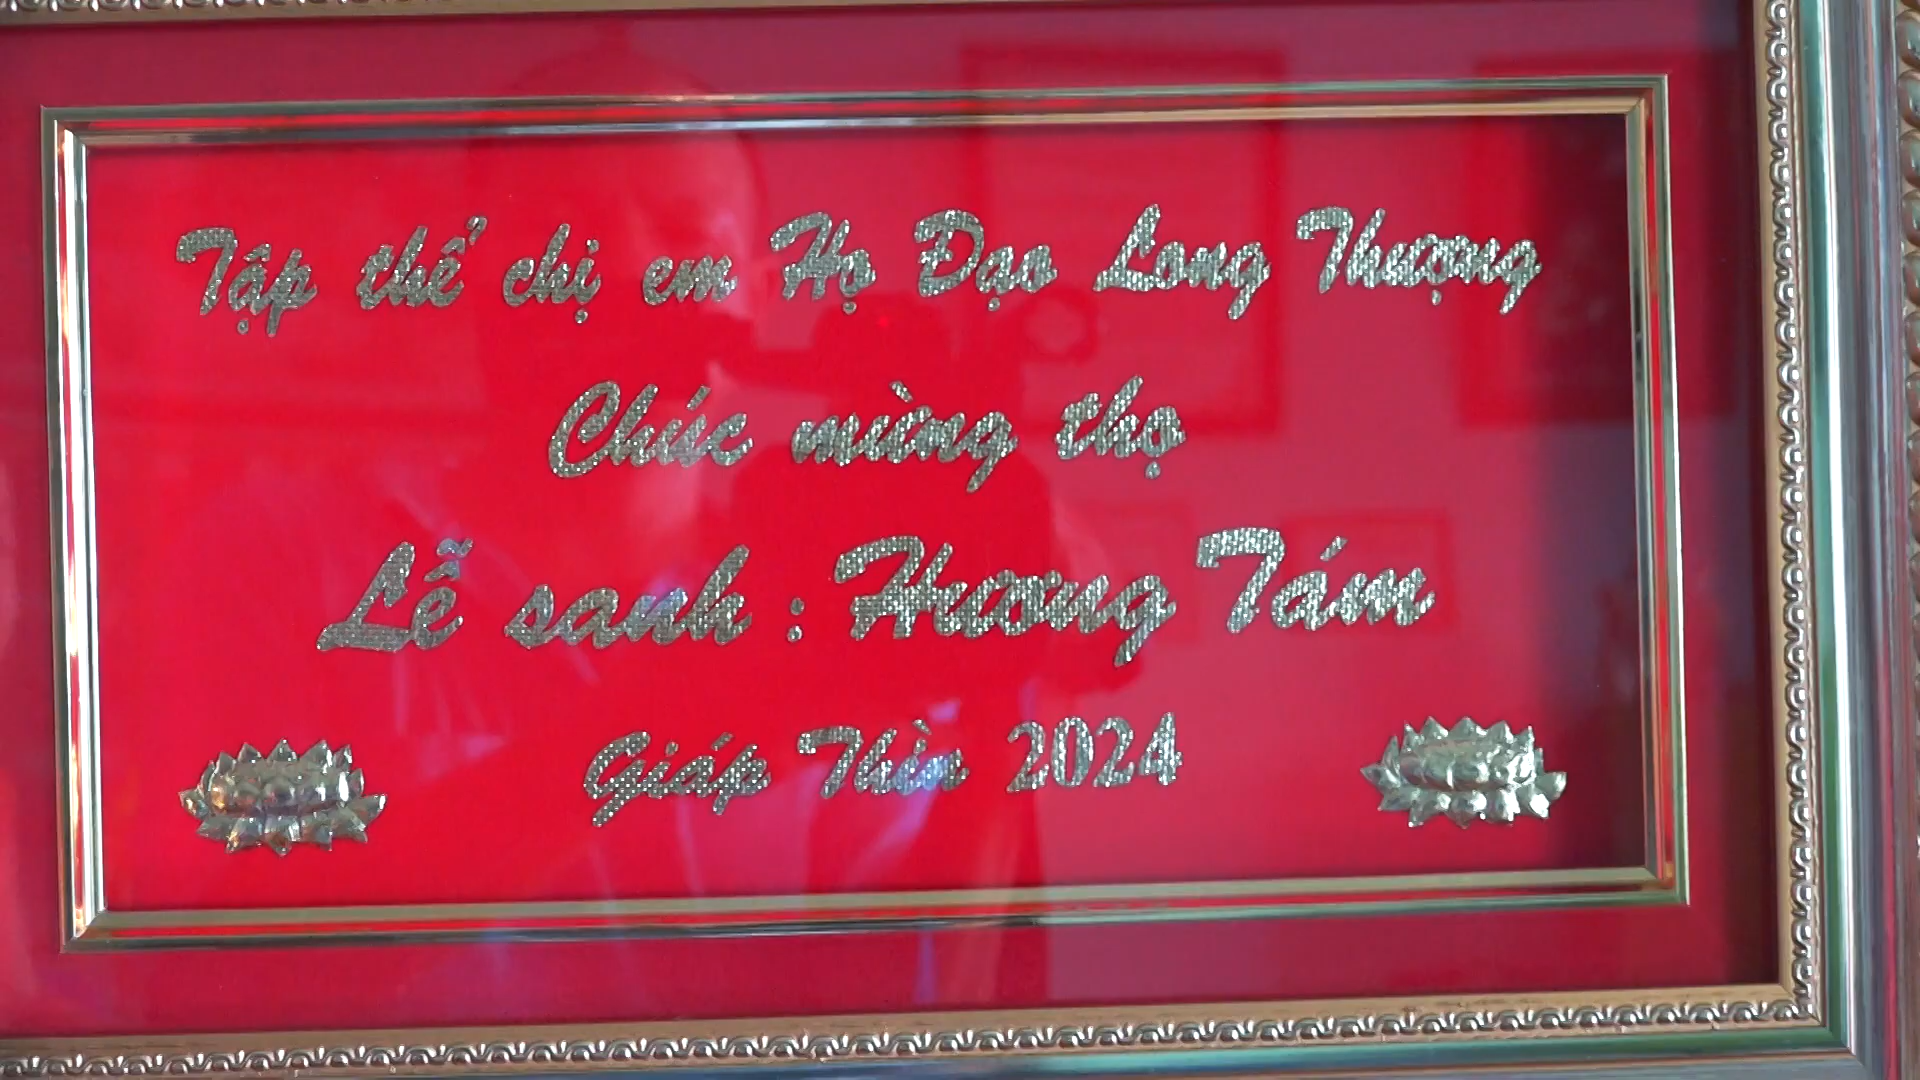 Tập thể chị em Họ Đạo Long Thượng
Chúc mừng thọ
Lễ sanh : Hương Tám
Giáp Thìn 2024